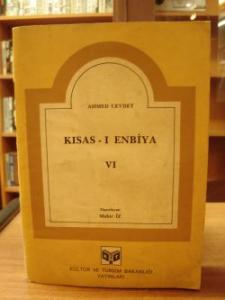 AHMED CEVDET
KISAS - I ENBİYA
VI
Hazırlayan
Mahir İZ
KÜLTÜR VE TURİZM BAKANLIĞI
YAYINLARI